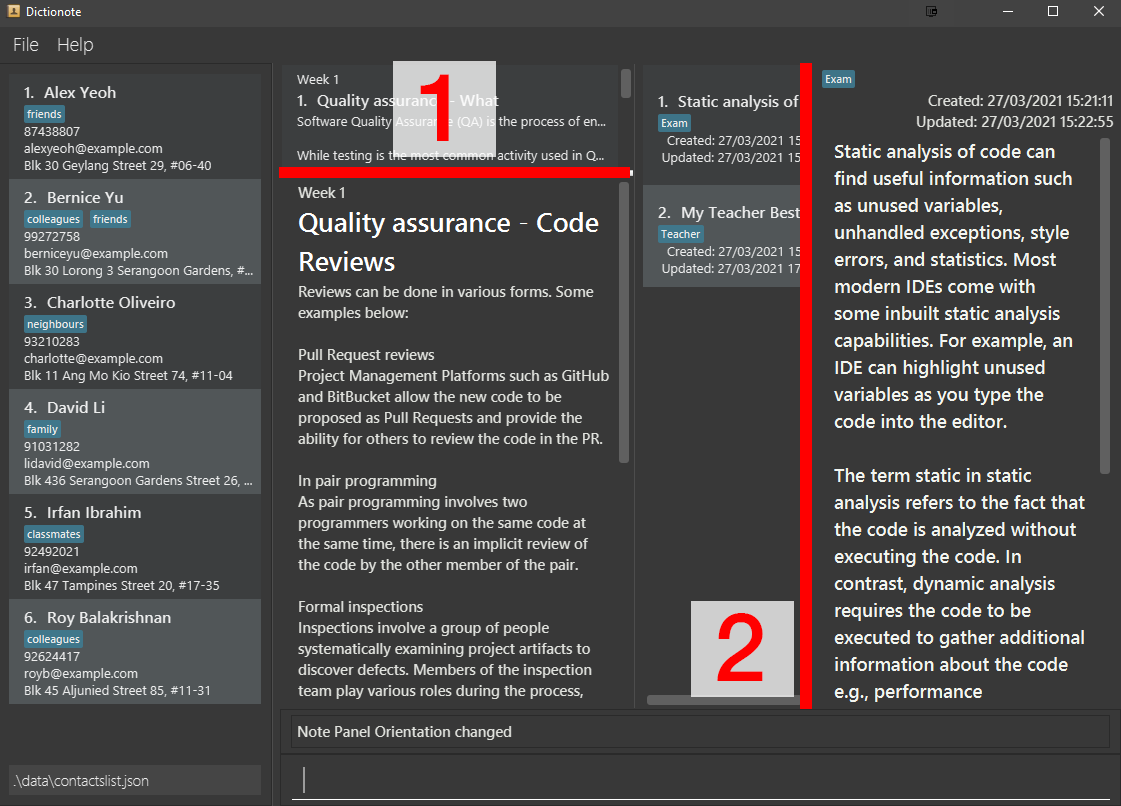 Dictionote
File Help
1. Alex Yeoh
friends
87438807
alexyeoh@example.com
Blk 30 Geylang Street 29, #06-40
2. Bernice Yu
colleagues friends
99272758
berniceyu@example.com
Blk 30 Lorong 3 Serangoon Gardens, #...
3. Charlotte Oliveiro
neighbours
93210283
charlotte@example.com
Blk 11 Ang Mo Kio Street 74, #11-04
4. David Li
family
91031282
lidavid@example.com
Blk 436 Serangoon Gardens Street 26, ...
5. Irfan Ibrahim
classmates
92492021
irfan@example.com
Blk 47 Tampines Street 20, #17-35
6. Roy Balakrishnan
colleagues
92624417
royb@example.com
Blk 45 Aljunied Street 85, #11-31
.\data\contactslist.json
Week 1
1. Quality assurance - What
Software Quality Assurance (QA) is the process of en...
While testing is the most common activity used in Q...
1
Week 1
Quality assurance - Code
Reviews
Reviews can be done in various forms. Some
examples below:
Pull Request reviews
Project Management Platforms such as GitHub
and BitBucket allow the new code to be
proposed as Pull Requests and provide the
ability for others to review the code in the PR.
In pair programming
As pair programming involves two
programmers working on the same code at
the same time, there is an implicit review of
the code by the other member of the pair.
Formal inspections
Inspections involve a group of people
systematically examining project artifacts to
discover defects. Members of the inspection
team play various roles during the process,
1. Static analysis of
Exam
Created: 27/03/2021 15
Updated: 27/03/2021 15
2. My Teacher Best
Teacher
Created: 27/03/2021 15
Updated: 27/03/2021 17
2
Exam
Created: 27/03/2021 15:21:11
Updated: 27/03/2021 15:22:55
Static analysis of code can
find useful information such
as unused variables,
unhandled exceptions, style
errors, and statistics. Most
modern IDEs come with
some inbuilt static analysis
capabilities. For example, an
IDE can highlight unused
variables as you type the
code into the editor.
The term static in static
analysis refers to the fact that
the code is analyzed without
executing the code. In
contrast, dynamic analysis
requires the code to be
executed to gather additional
information about the code
e.g., performance
Note Panel Orientation changed